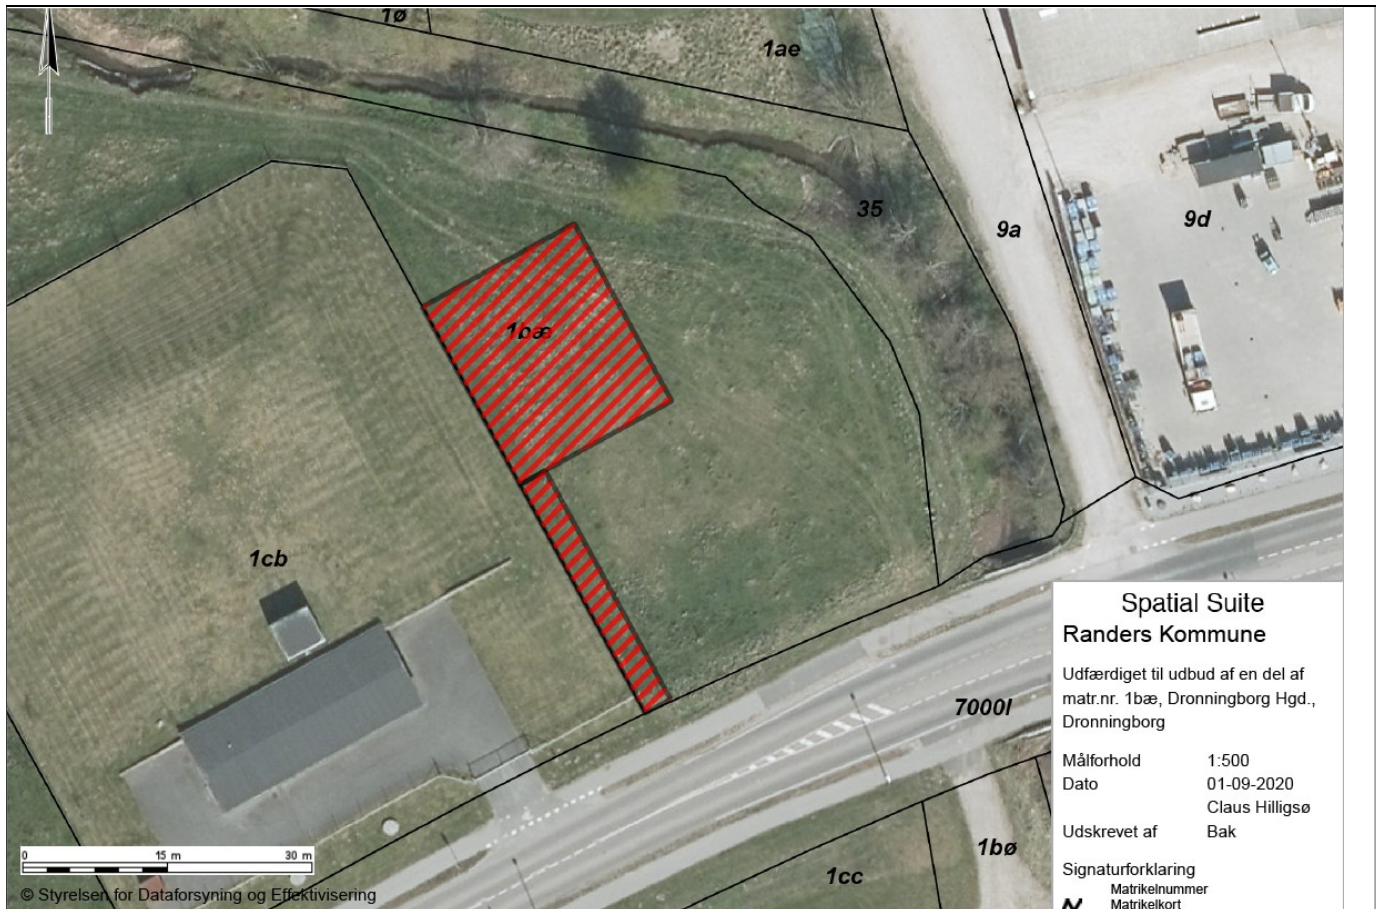 1ø
1ae
35
9a
9d
1bæ
1cb
7000l
1bø
1cc
0 15 m 30 m
© Styrelsen for Dataforsyning og Effektivisering
Spatial Suite
Randers Kommune
Udfærdiget til udbud af en del af
matr.nr. 1bæ, Dronningborg Hgd.,
Dronningborg
Målforhold 1:500
Dato 01-09-2020
Claus Hilligsø
Udskrevet af Bak
Signaturforklaring
Matrikelnummer
Matrikelkort